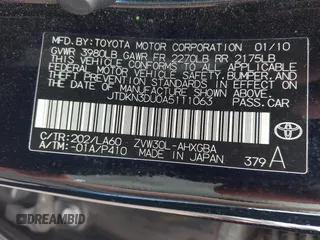 MFD BY: TOYOTA MOTOR CORPORATION 01/10
GVWR 3980LB GAWR FR 2270LB RR 2175LB
THIS VEHICLE CONFORMS TO ALL APPLICABLE
FEDERAL MOTOR VEHICLE SAFETY, BUMPER, AND
THEFT PREVENTION STANDARDS IN EFFECT ON
THE DATE OF MANUFACTURE SHOWN ABOVE.
JTDKN3DU0A5111063 PASS.CAR
C/TR:202/LA60 ZVW30L-AHXGBA
A/TM:-01A/P410 MADE IN JAPAN 379 A
TOYOTA
DREAMBID